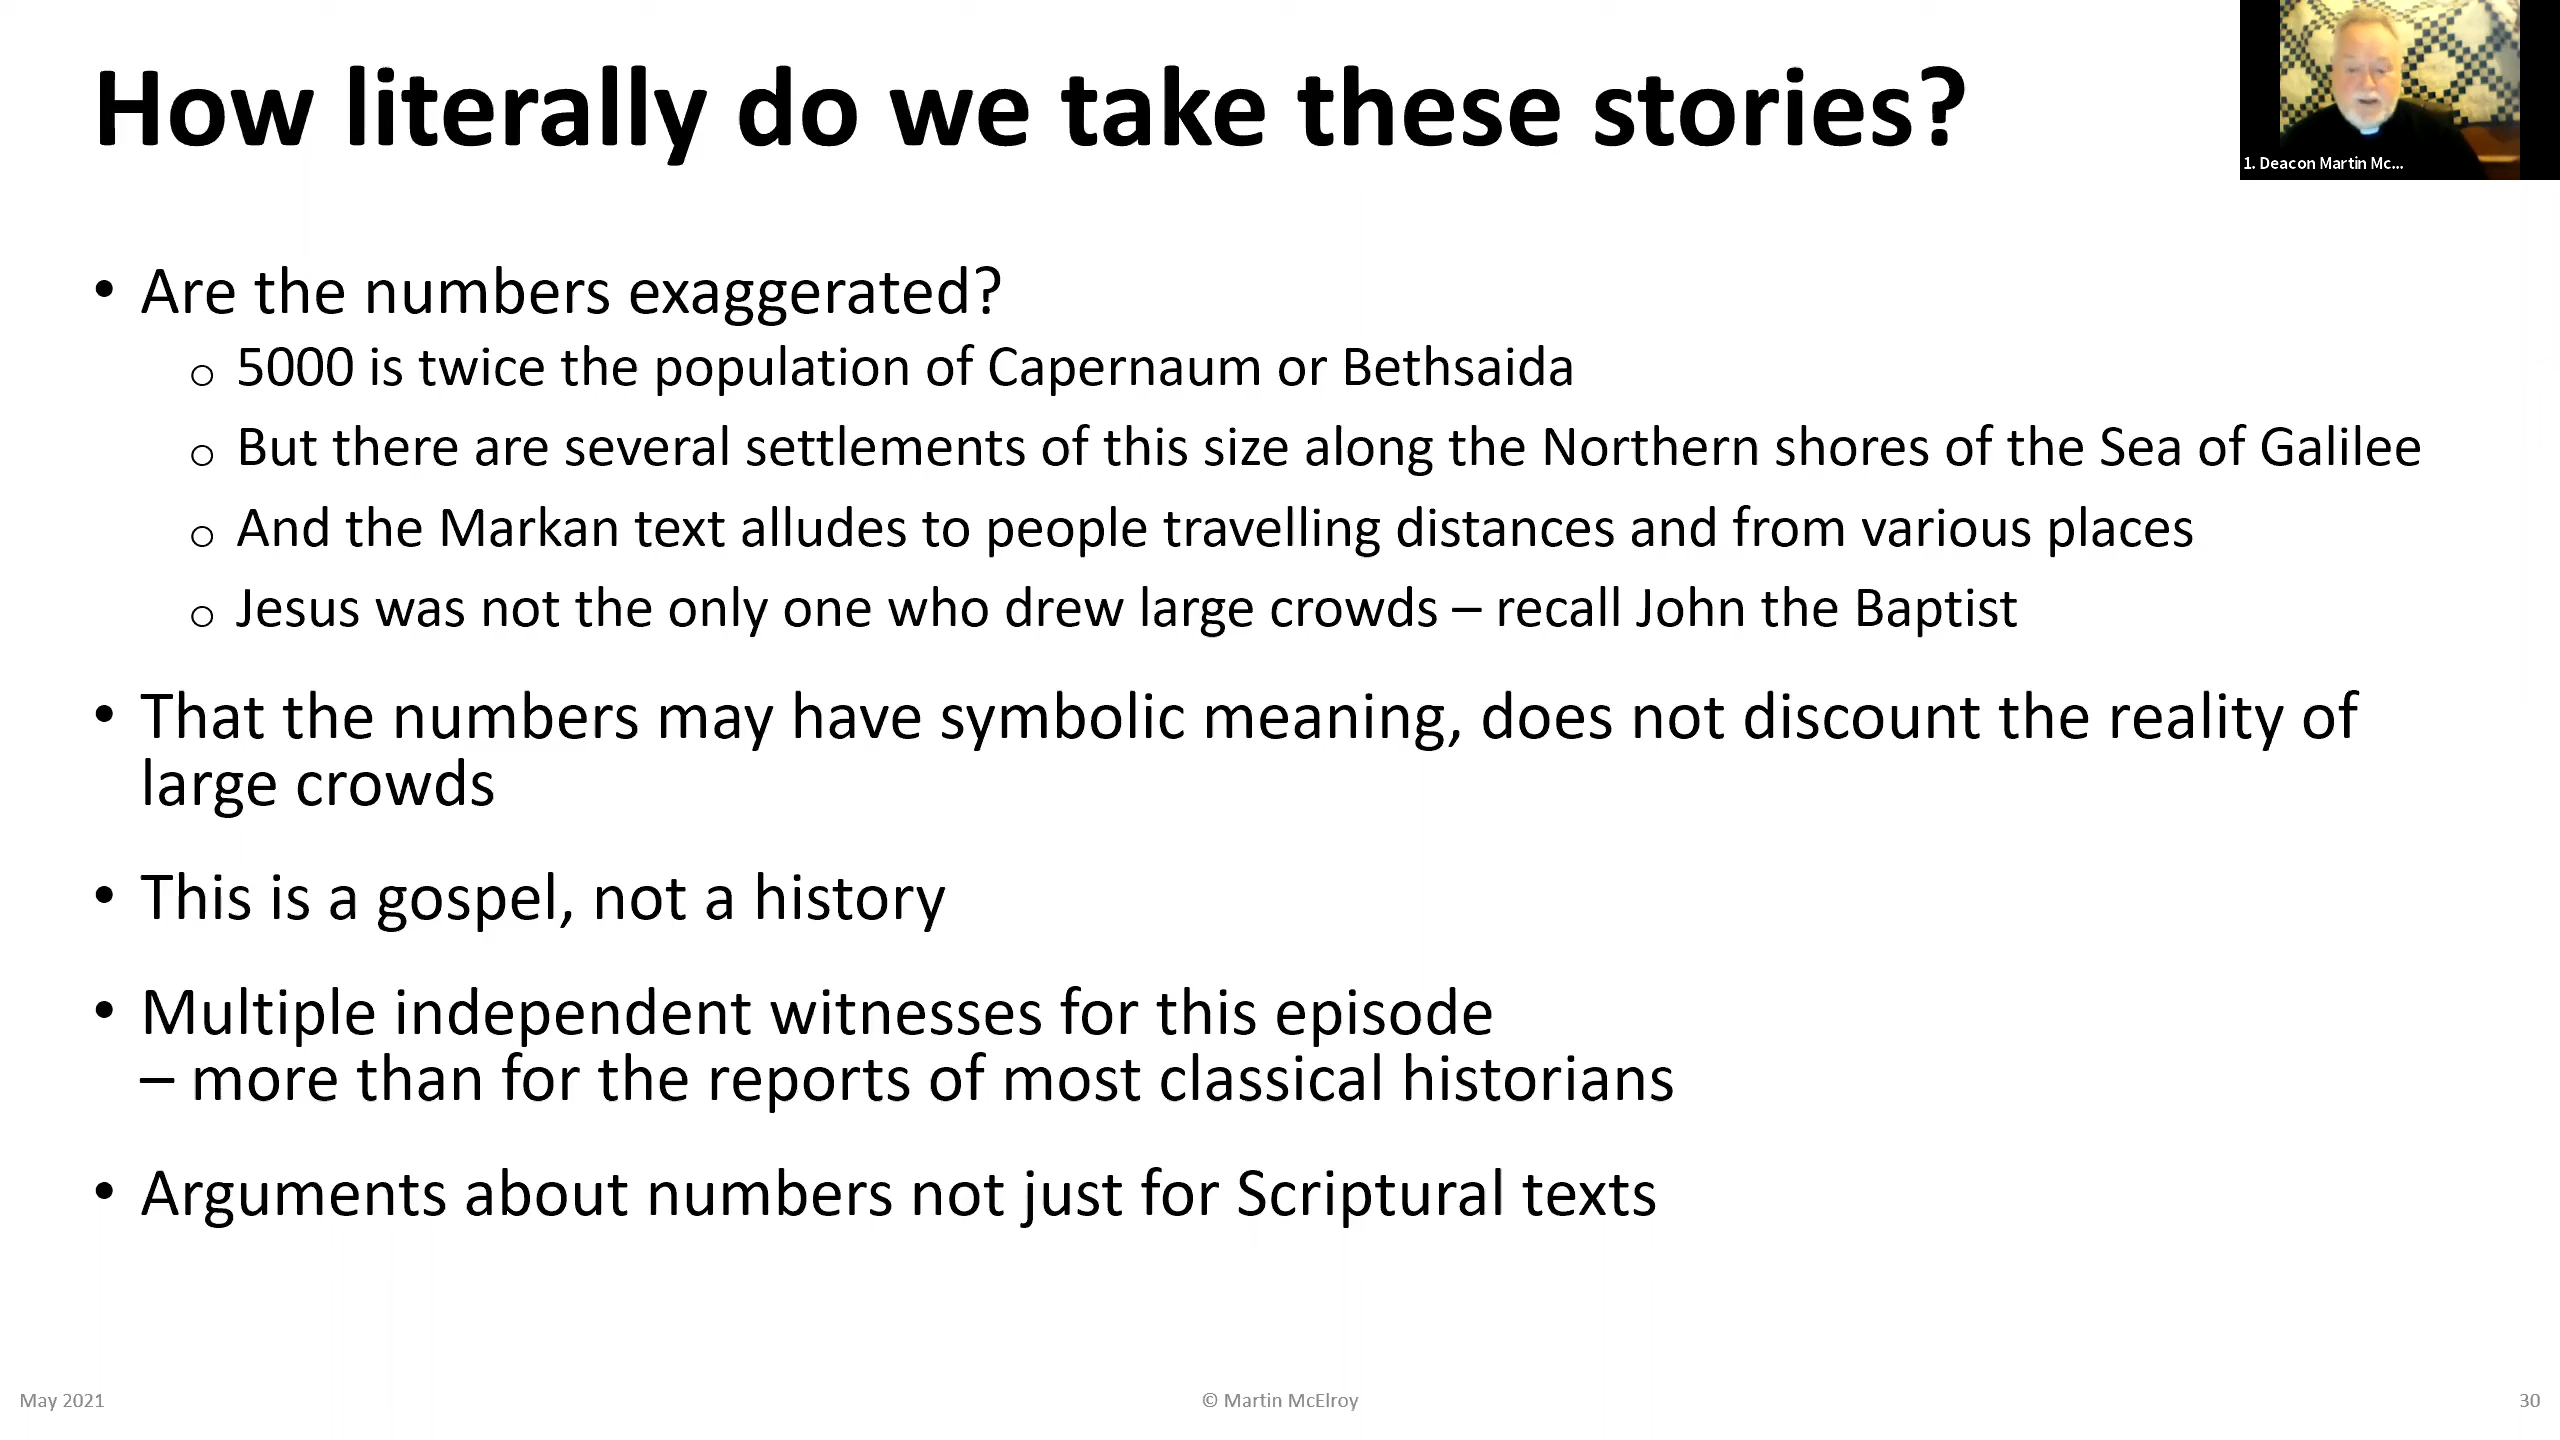 How literally do we take these stories?
1. Deacon Martin Mc...
• Are the numbers exaggerated?
o 5000 is twice the population of Capernaum or Bethsaida
o But there are several settlements of this size along the Northern shores of the Sea of Galilee
o And the Markan text alludes to people travelling distances and from various places
o Jesus was not the only one who drew large crowds – recall John the Baptist
• That the numbers may have symbolic meaning, does not discount the reality of
large crowds
• This is a gospel, not a history
• Multiple independent witnesses for this episode
– more than for the reports of most classical historians
• Arguments about numbers not just for Scriptural texts
May 2021
© Martin McElroy
30